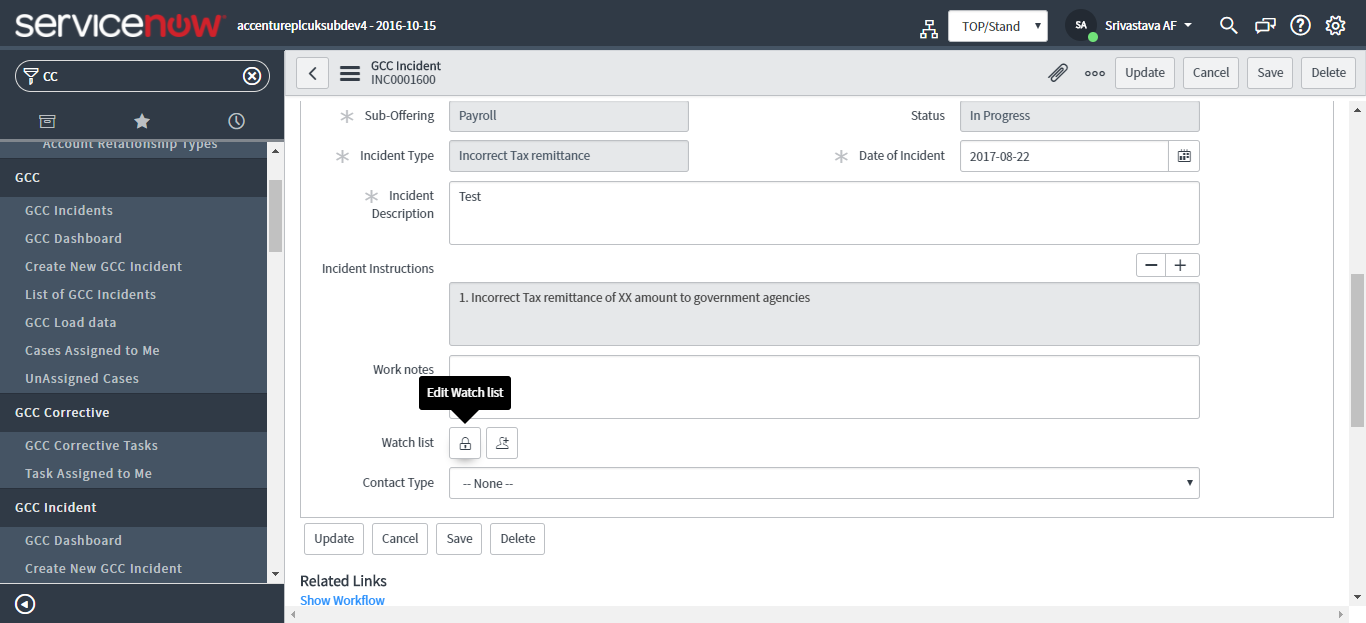 servicenow accentureplcuksubdev4 - 2016-10-15 TOP/Stand SA Srivastava AF
CC
Account Relationship Types
GCC
GCC Incidents
GCC Dashboard
Create New GCC Incident
List of GCC Incidents
GCC Load data
Cases Assigned to Me
UnAssigned Cases
GCC Corrective
GCC Corrective Tasks
Task Assigned to Me
GCC Incident
GCC Dashboard
Create New GCC Incident
GCC Incident
INC0001600
Update Cancel Save Delete
Sub-Offering Payroll Status In Progress
Incident Type Incorrect Tax remittance Date of Incident 2017-08-22
Incident
Description
Test
Incident Instructions
1. Incorrect Tax remittance of XX amount to government agencies
Work notes
Edit Watch list
Watch list
Contact Type -- None --
Update Cancel Save Delete
Related Links
Show Workflow